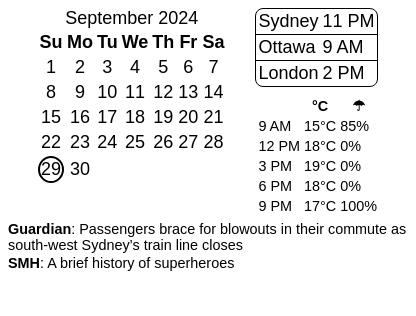 September 2024
Su Mo Tu We Th Fr Sa
1 2 3 4 5 6 7
8 9 10 11 12 13 14
15 16 17 18 19 20 21
22 23 24 25 26 27 28
29 30
Sydney 11 PM
Ottawa 9 AM
London 2 PM
°C ☂
9 AM 15°C 85%
12 PM 18°C 0%
3 PM 19°C 0%
6 PM 18°C 0%
9 PM 17°C 100%
Guardian: Passengers brace for blowouts in their commute as
south-west Sydney's train line closes
SMH: A brief history of superheroes